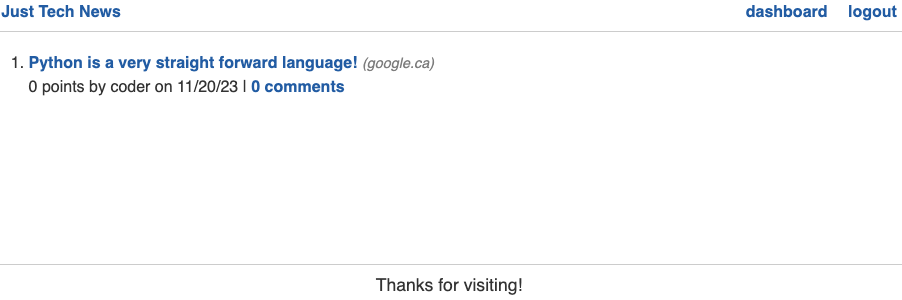 Just Tech News dashboard logout
1. Python is a very straight forward language! (google.ca)
0 points by coder on 11/20/23 | 0 comments
Thanks for visiting!